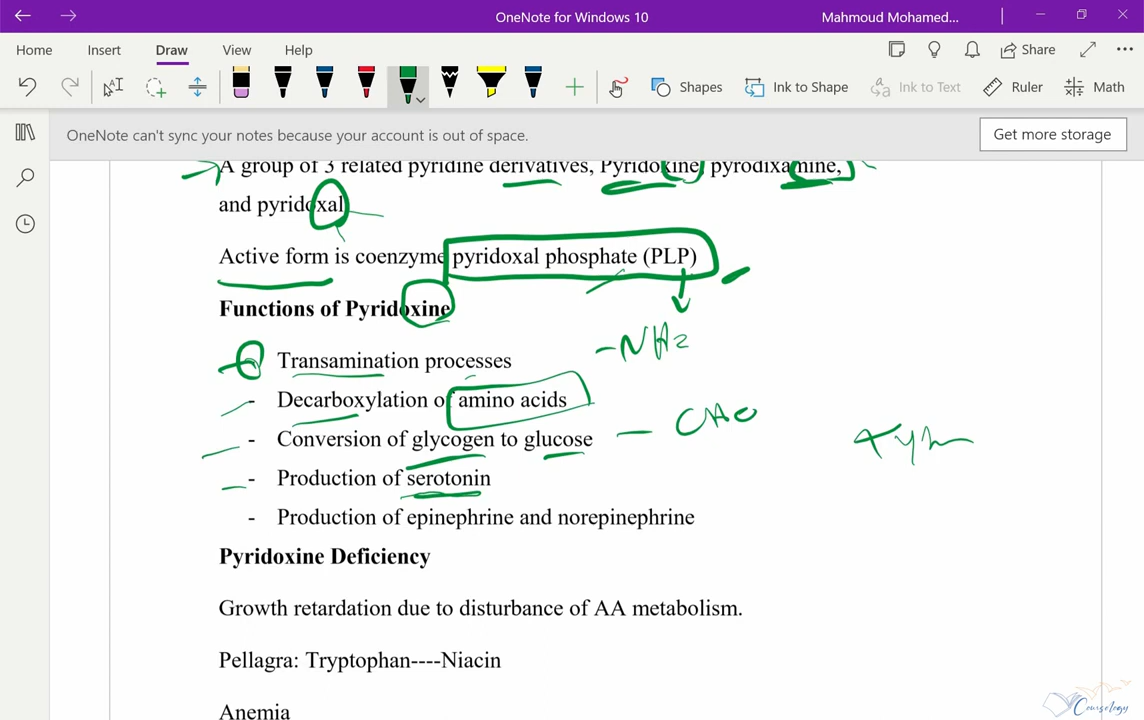 OneNote for Windows 10
Mahmoud Mohamed...
Home Insert Draw View Help
Share
Shapes Ink to Shape Ink to Text Ruler Math
OneNote can't sync your notes because your account is out of space.
Get more storage
A group of 3 related pyridine derivatives, Pyridoxine, pyrodixamine,
and pyridoxal
Active form is coenzyme pyridoxal phosphate (PLP)
Functions of Pyridoxine
-NH2
Transamination processes
- Decarboxylation of amino acids
- Conversion of glycogen to glucose
- CHO
- Production of serotonin
- Production of epinephrine and norepinephrine
Pyridoxine Deficiency
Growth retardation due to disturbance of AA metabolism.
Pellagra: Tryptophan----Niacin
Anemia
Courology